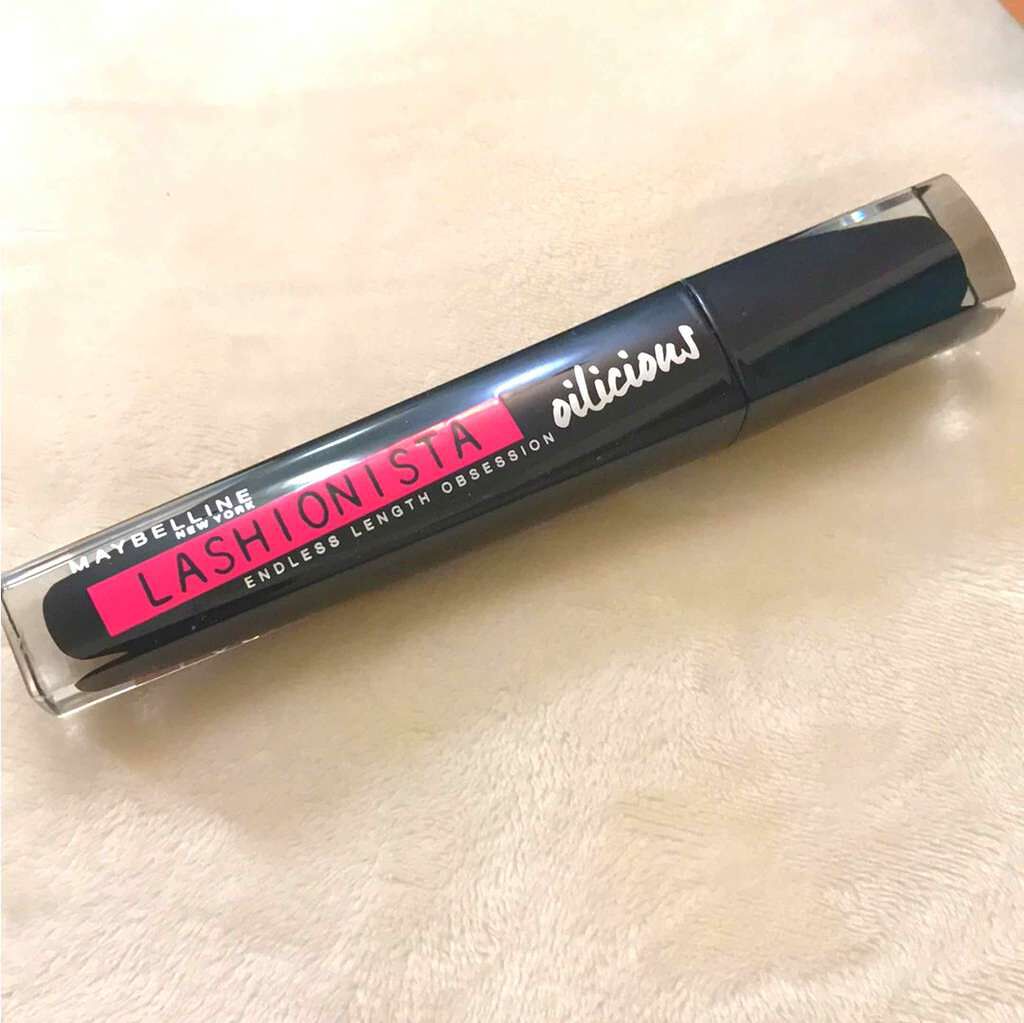 MAYBELLINE
NEW YORK
LASHIONISTA
oilicious
ENDLESS LENGTH OBSESSION